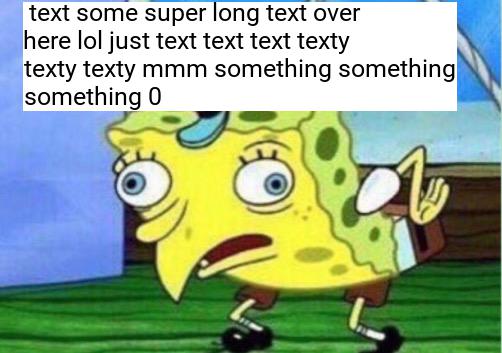 text some super long text over
here lol just text text text texty
texty texty mmm something something
something 0